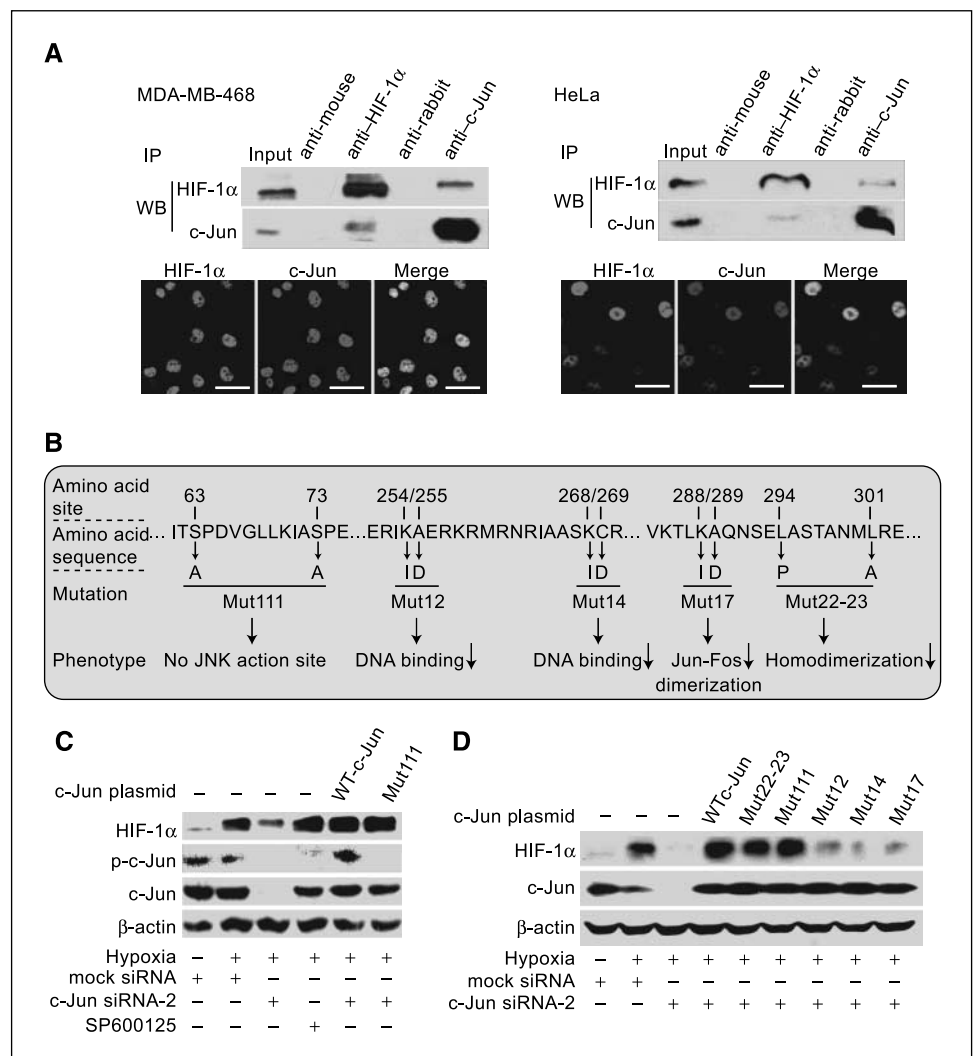 A
MDA-MB-468
anti-mouse
anti–HIF-1α
anti-rabbit
anti–c-Jun
IP
Input
WB
HIF-1α
c-Jun
HIF-1α
c-Jun
Merge
HeLa
anti-mouse
anti–HIF-1α
anti-rabbit
anti–c-Jun
IP
Input
WB
HIF-1α
c-Jun
HIF-1α
c-Jun
Merge
B
Amino acid site
63 73 254/255 268/269 288/289 294 301
Amino acid sequence
... ITSPDVGLLKIASPE...ERIKAERKRMRNRIAASKCR... VKTLKAQNSELASTANMLRE...
A A I D I D I D P A
Mutation
Mut111 Mut12 Mut14 Mut17 Mut22-23
Phenotype
No JNK action site
DNA binding↓
DNA binding↓
Jun-Fos↓
dimerization
Homodimerization↓
C
c-Jun plasmid – – – – WT-c-Jun Mut111
HIF-1α
p-c-Jun
c-Jun
β-actin
Hypoxia – + + + + +
mock siRNA + + – – – –
c-Jun siRNA-2 – – + – + +
SP600125 – – – + – –
D
c-Jun plasmid – – – WTc-Jun Mut22-23 Mut111 Mut12 Mut14 Mut17
HIF-1α
c-Jun
β-actin
Hypoxia – + + + + + + + +
mock siRNA + + – – – – – – –
c-Jun siRNA-2 – – + + + + + + +